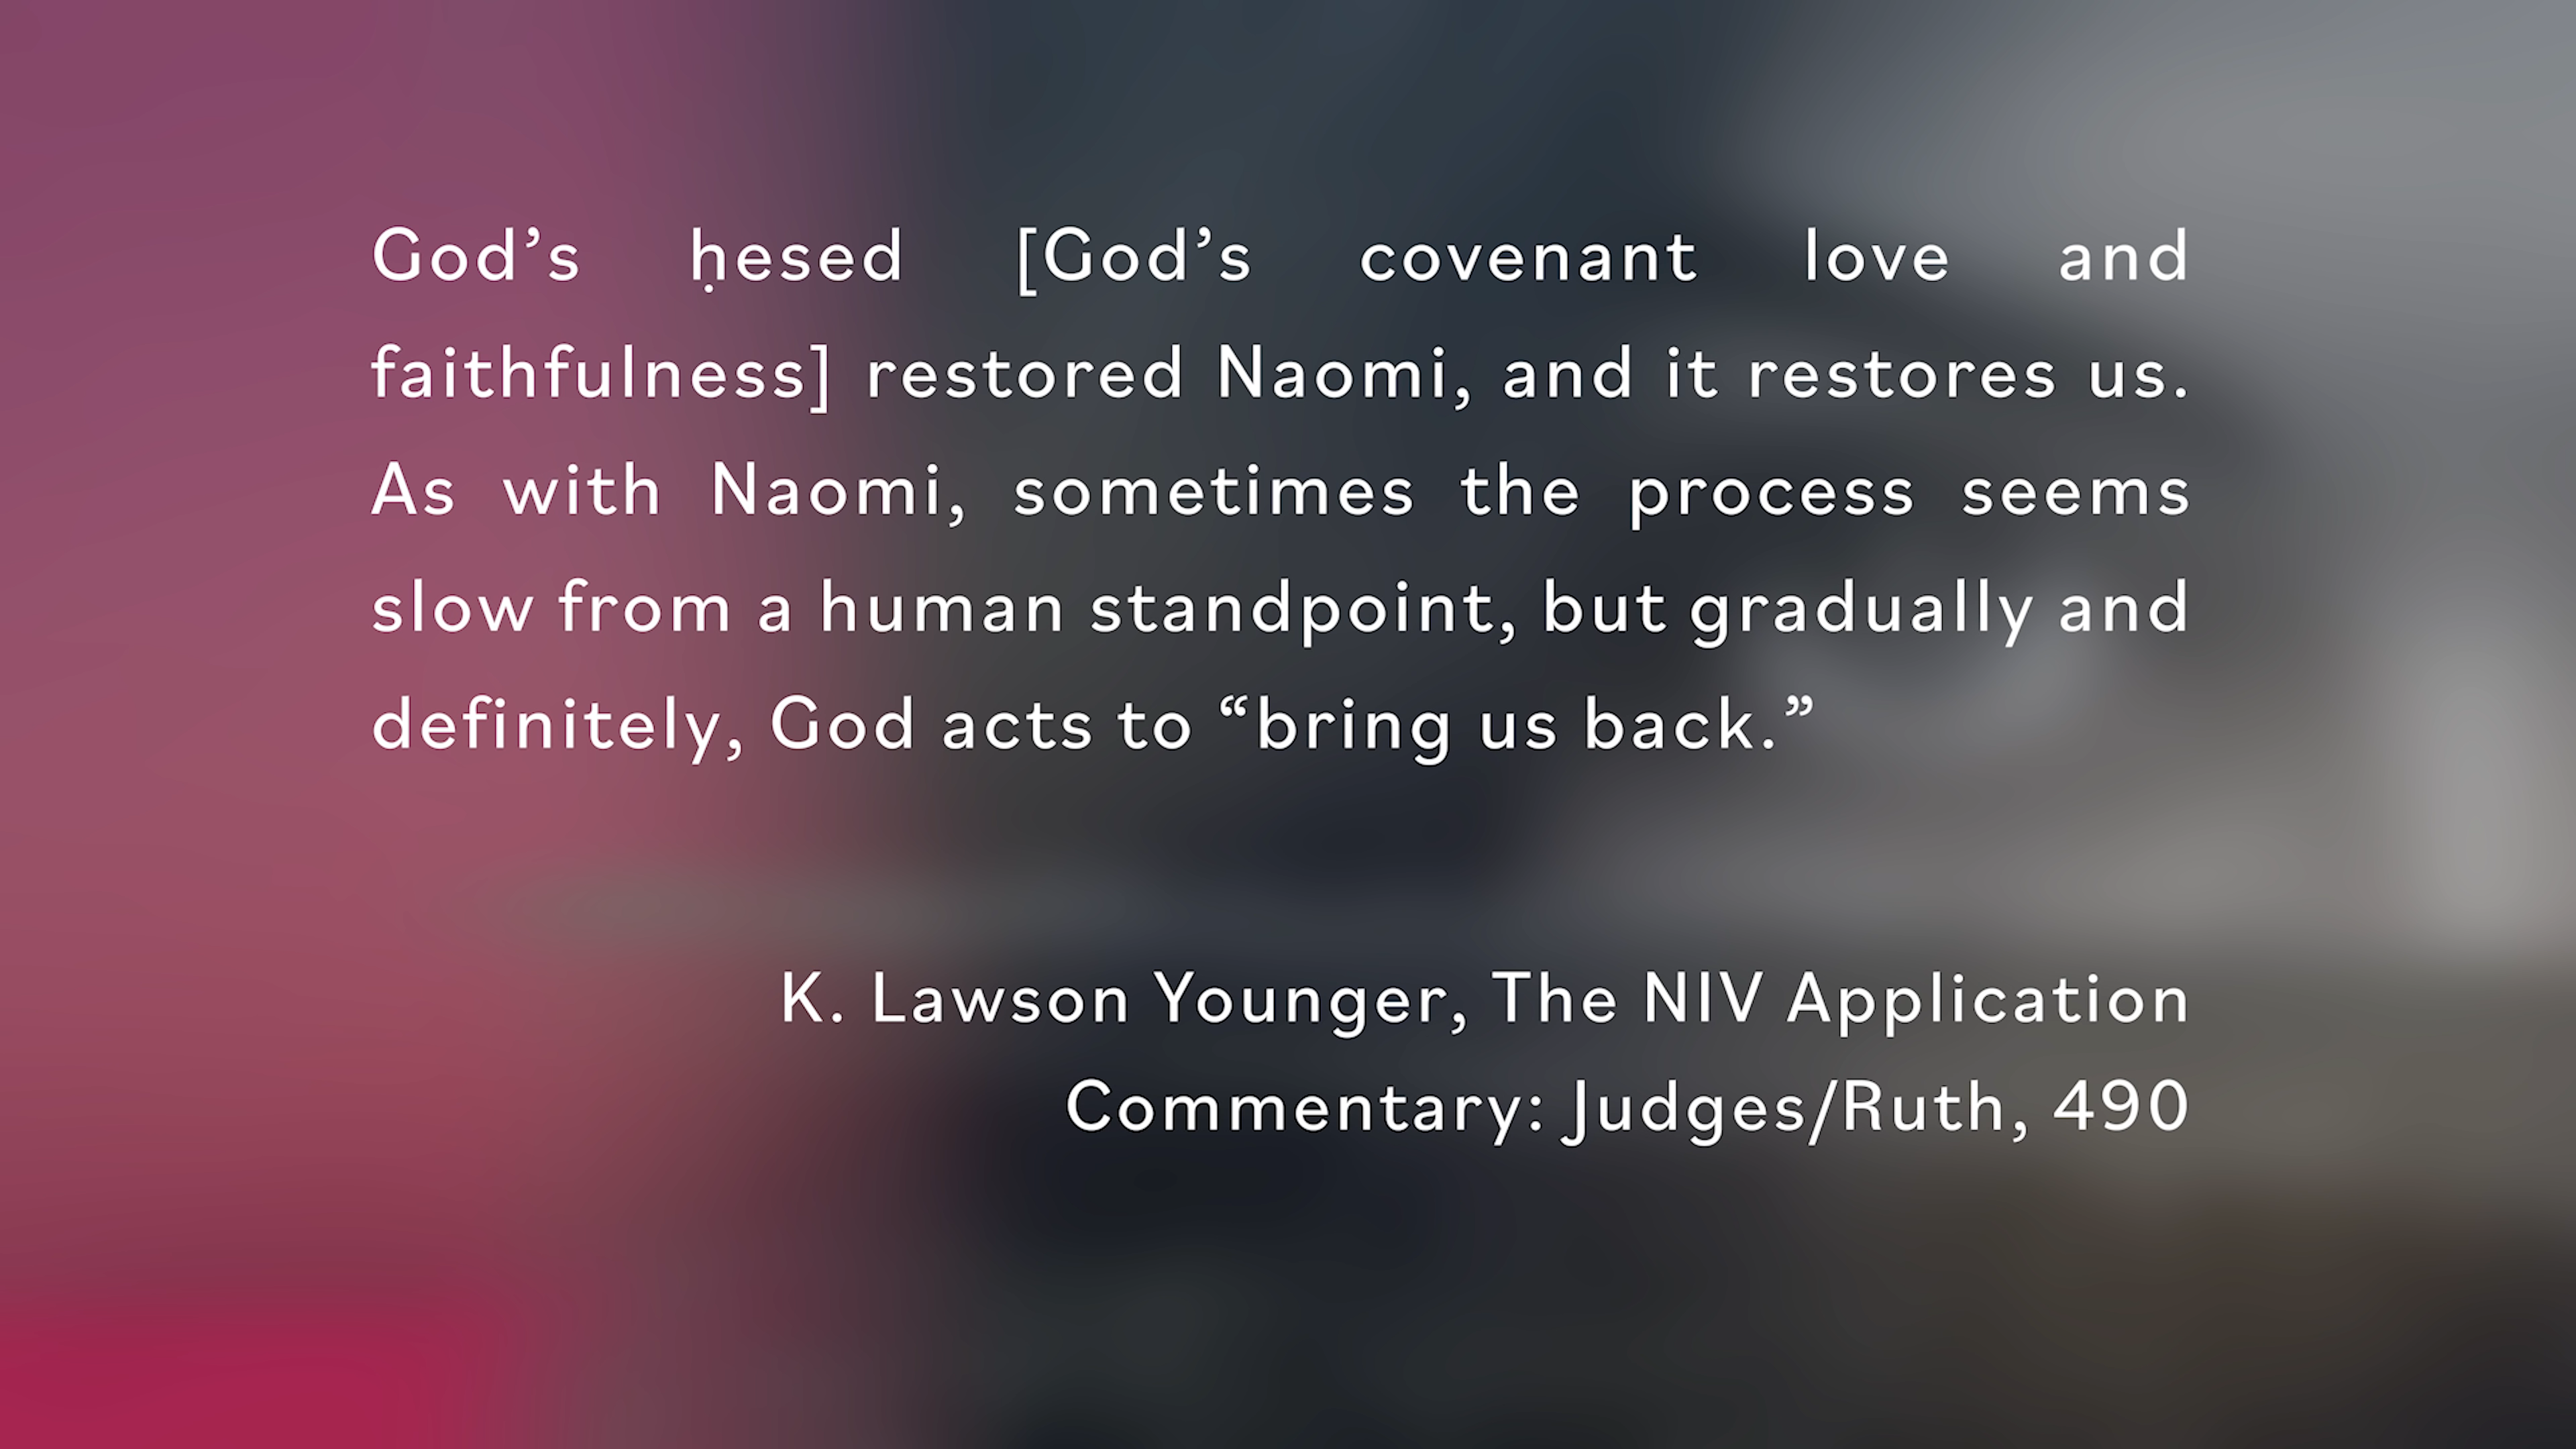 God’s ḥesed [God’s covenant love and
faithfulness] restored Naomi, and it restores us.
As with Naomi, sometimes the process seems
slow from a human standpoint, but gradually and
definitely, God acts to “bring us back.”
K. Lawson Younger, The NIV Application
Commentary: Judges/Ruth, 490